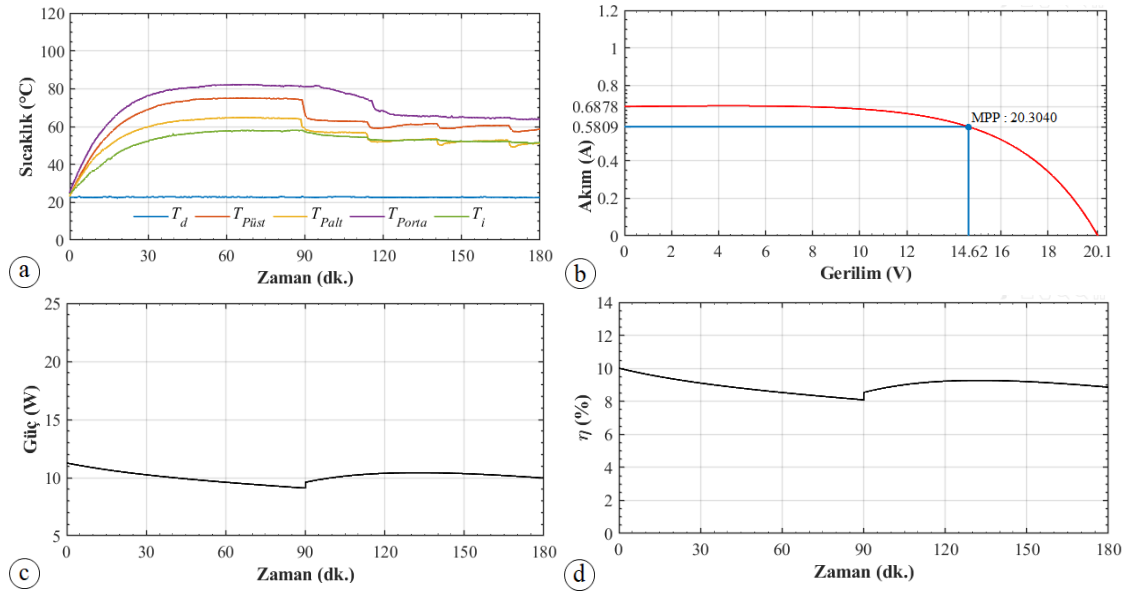 120
100
80
60
40
20
0
Sıcaklık (°C)
T_d T_Püst T_Palt T_Porta T_i
0 30 60 90 120 150 180
Zaman (dk.)
a
1.2
1
0.8
0.6878
0.5809
0.4
0.2
0
Akım (A)
MPP : 20.3040
0 2 4 6 8 10 12 14.62 16 18 20.1
Gerilim (V)
b
25
20
15
10
5
Güç (W)
0 30 60 90 120 150 180
Zaman (dk.)
c
14
12
10
8
6
4
2
0
η (%)
0 30 60 90 120 150 180
Zaman (dk.)
d